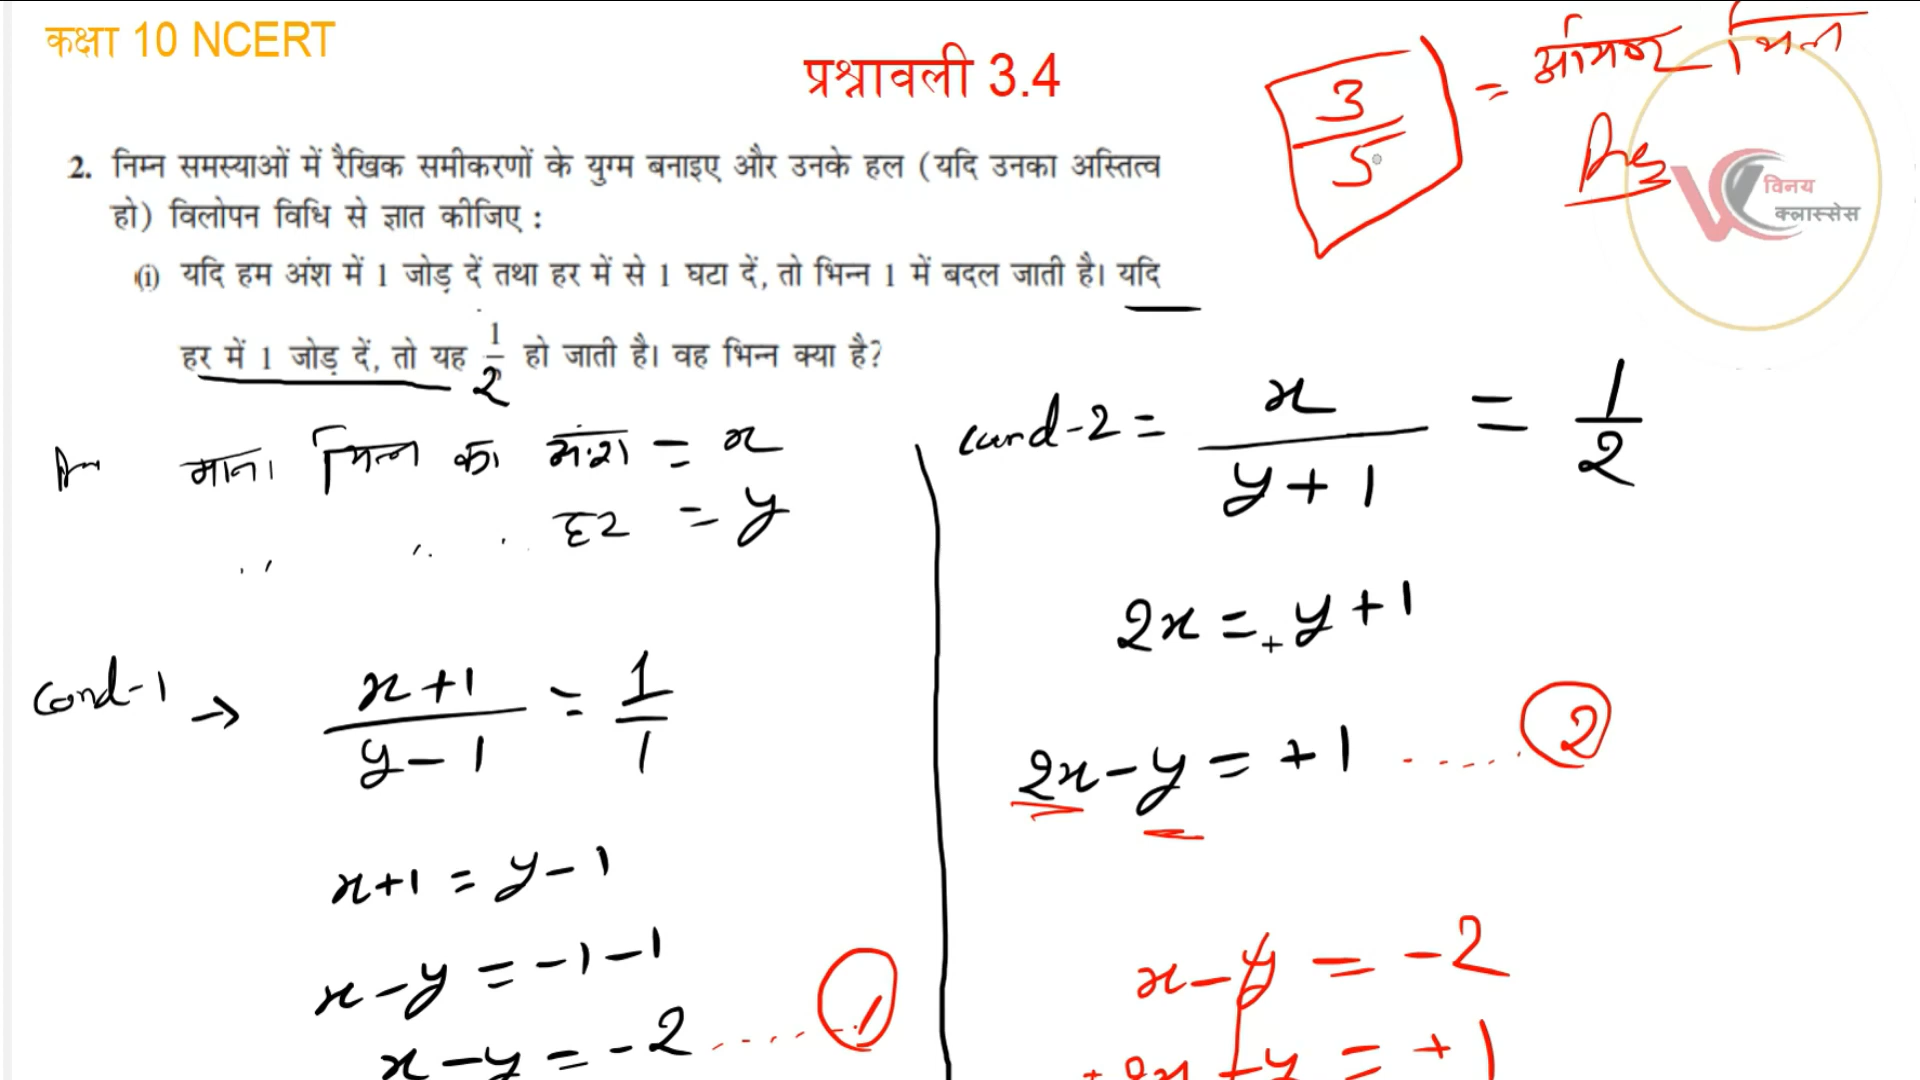 कक्षा 10 NCERT
प्रश्नावली 3.4
3/5 = अभीष्ट भिन्न
Ans
विनय
क्लास्सेस
2. निम्न समस्याओं में रैखिक समीकरणों के युग्म बनाइए और उनके हल (यदि उनका अस्तित्व
हो) विलोपन विधि से ज्ञात कीजिए :
(i) यदि हम अंश में 1 जोड़ दें तथा हर में से 1 घटा दें, तो भिन्न 1 में बदल जाती है। यदि
हर में 1 जोड़ दें, तो यह 1/2 हो जाती है। वह भिन्न क्या है?
माना भिन्न का अंश = x
" " हर = y
Cond-1 → x+1/y-1 = 1/1
x+1 = y-1
x-y = -1-1
x-y = -2 ...... 1
Cond-2 = x/y+1 = 1/2
2x = + y+1
2x-y = +1 ...... 2
x-y = -2
+2x+y = +1